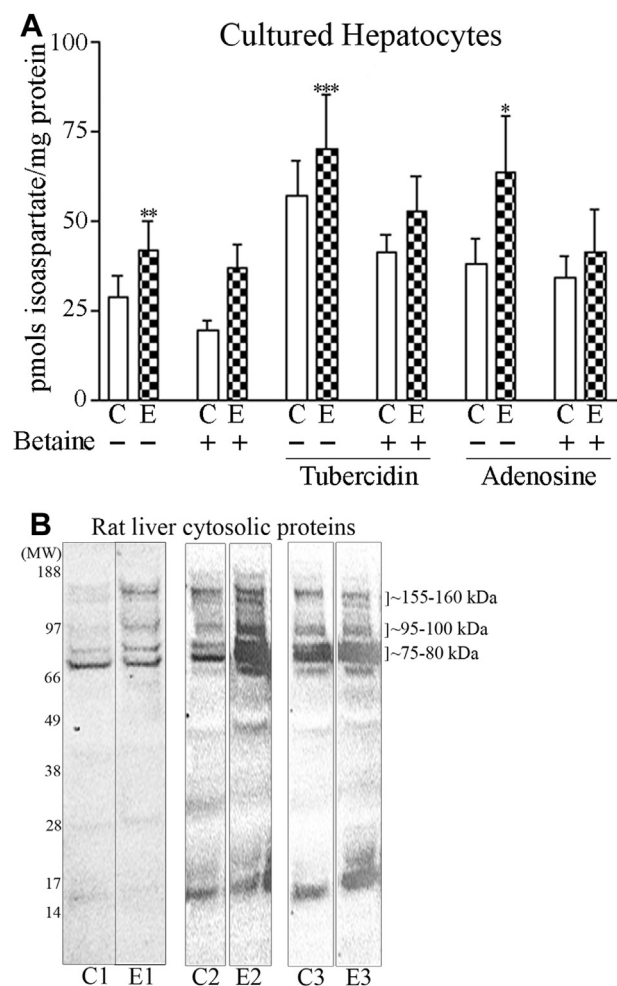 A
Cultured Hepatocytes
pmols isoaspartate/mg protein
100
75
50
25
0
**
***
*
C E C E C E C E C E C E
Betaine – – + + – – + + – – + +
Tubercidin Adenosine
B
Rat liver cytosolic proteins
(MW)
188
]~155-160 kDa
97
]~95-100 kDa
]~75-80 kDa
66
49
38
28
17
14
C1 E1 C2 E2 C3 E3